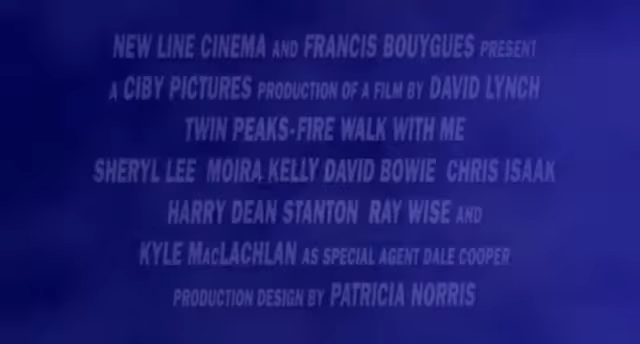 NEW LINE CINEMA AND FRANCIS BOUYGUES PRESENT
A CIBY PICTURES PRODUCTION OF A FILM BY DAVID LYNCH
TWIN PEAKS-FIRE WALK WITH ME
SHERYL LEE MOIRA KELLY DAVID BOWIE CHRIS ISAAK
HARRY DEAN STANTON RAY WISE AND
KYLE MACLACHLAN AS SPECIAL AGENT DALE COOPER
PRODUCTION DESIGN BY PATRICIA NORRIS